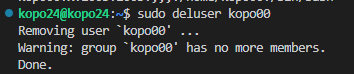 kopo24@kopo24:~$ sudo deluser kopo00
Removing user `kopo00' ...
Warning: group `kopo00' has no more members.
Done.